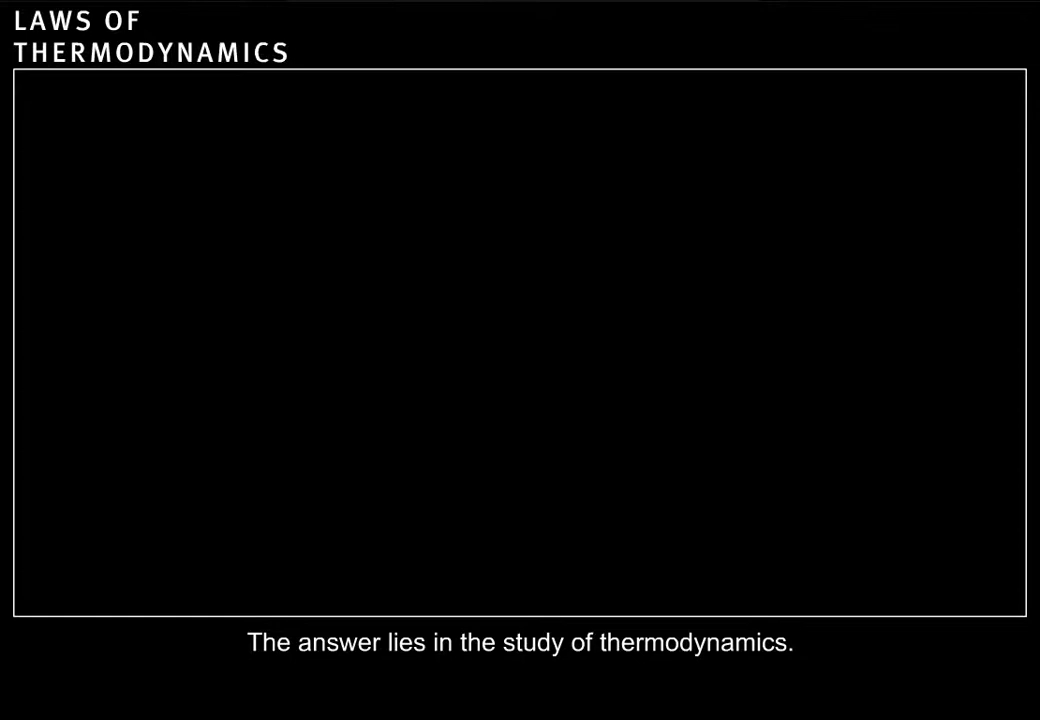 LAWS OF
THERMODYNAMICS
The answer lies in the study of thermodynamics.